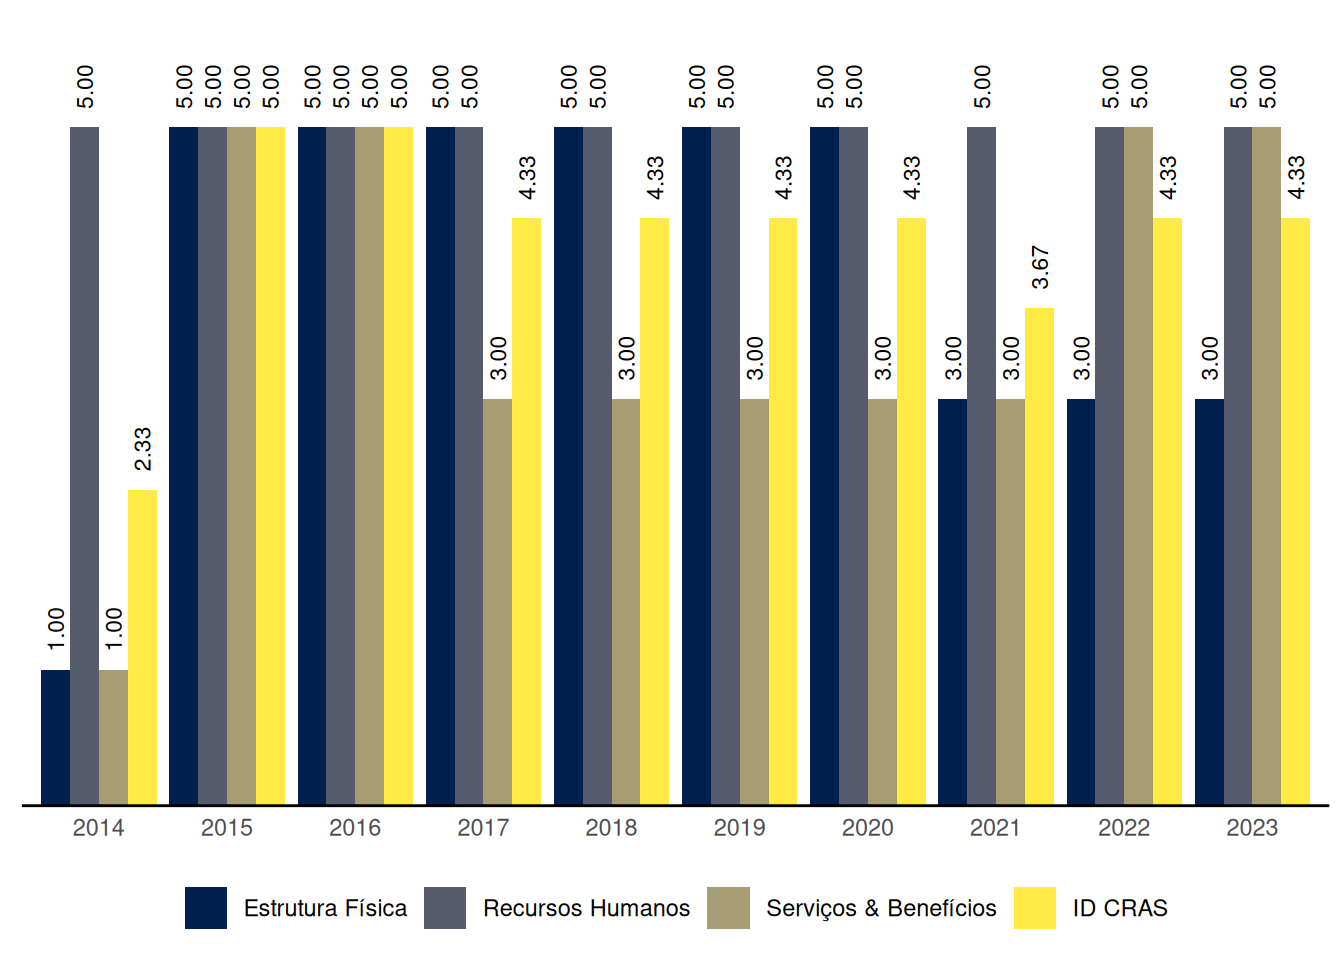 5.00 5.00 5.00 5.00 5.00 5.00 5.00 5.00 5.00 5.00 5.00 5.00 5.00 5.00 5.00 5.00 5.00 5.00 5.00 5.00 5.00 5.00
4.33 4.33 4.33 4.33 4.33 4.33
3.67
3.00 3.00 3.00 3.00 3.00 3.00 3.00 3.00
2.33
1.00 1.00
2014 2015 2016 2017 2018 2019 2020 2021 2022 2023
Estrutura Física Recursos Humanos Serviços & Benefícios ID CRAS